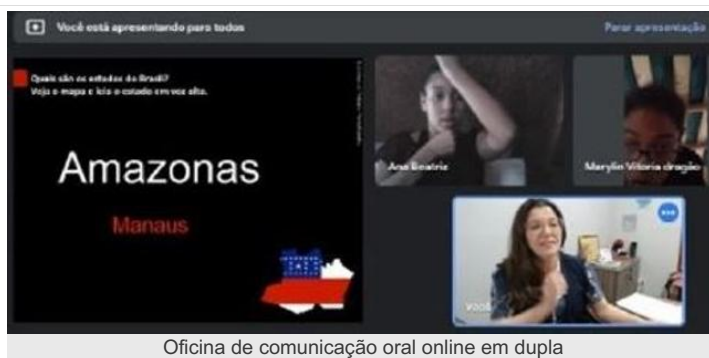 Você está apresentando para todos
Parar apresentação
Quais são os estados do Brasil?
Veja o mapa e leia o estado em voz alta.
Amazonas
Manaus
Ana Beatriz
Marylin Vitoria dragão
Você
Oficina de comunicação oral online em dupla